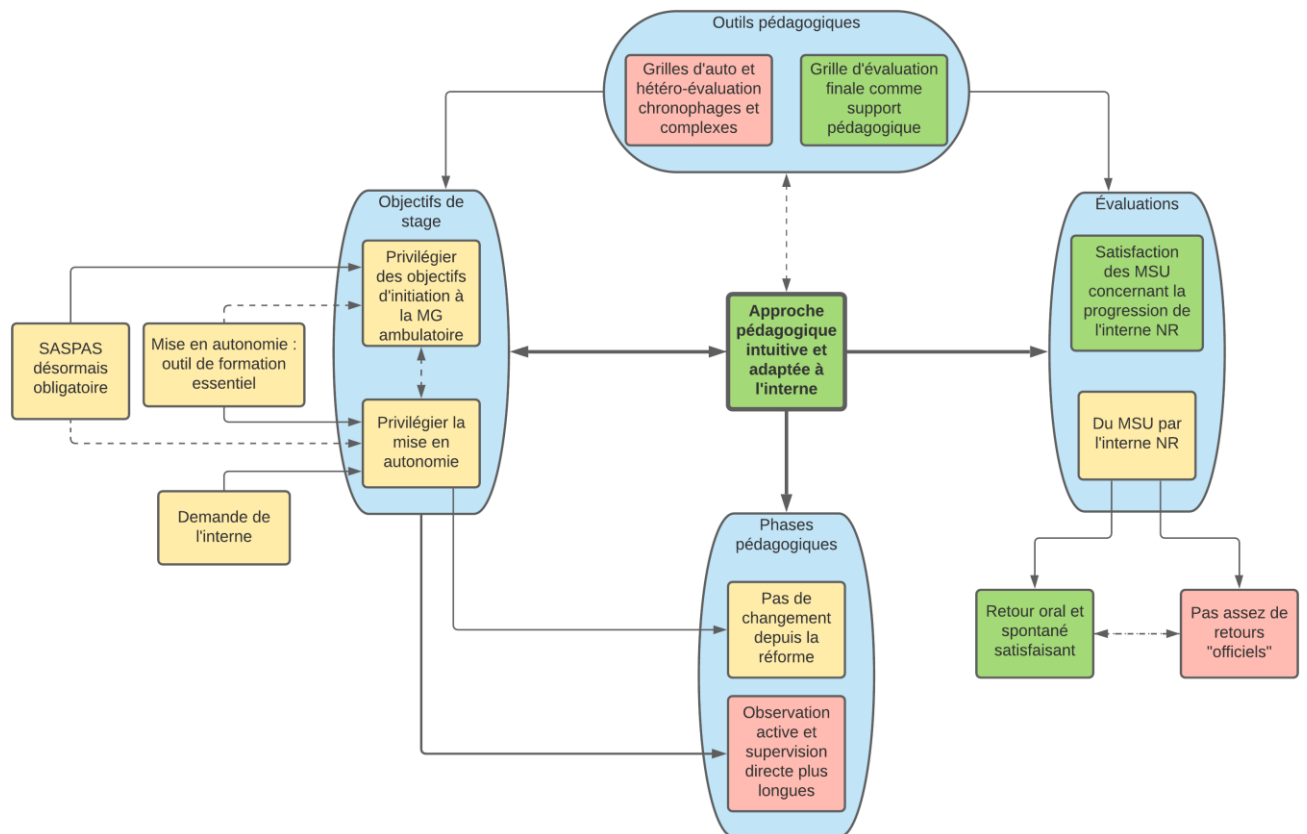 Outils pédagogiques
Grilles d'auto et
hétéro-évaluation
chronophages et
complexes
Grille d'évaluation
finale comme
support
pédagogique
Objectifs de
stage
Privilégier
des objectifs
d'initiation à
la MG
ambulatoire
Privilégier la
mise en
autonomie
SASPAS
désormais
obligatoire
Mise en autonomie :
outil de formation
essentiel
Demande de
l'interne
Approche
pédagogique
intuitive et
adaptée à
l'interne
Évaluations
Satisfaction
des MSU
concernant la
progression de
l'interne NR
Du MSU par
l'interne NR
Retour oral et
spontané
satisfaisant
Pas assez de
retours
"officiels"
Phases
pédagogiques
Pas de
changement
depuis la
réforme
Observation
active et
supervision
directe plus
longues